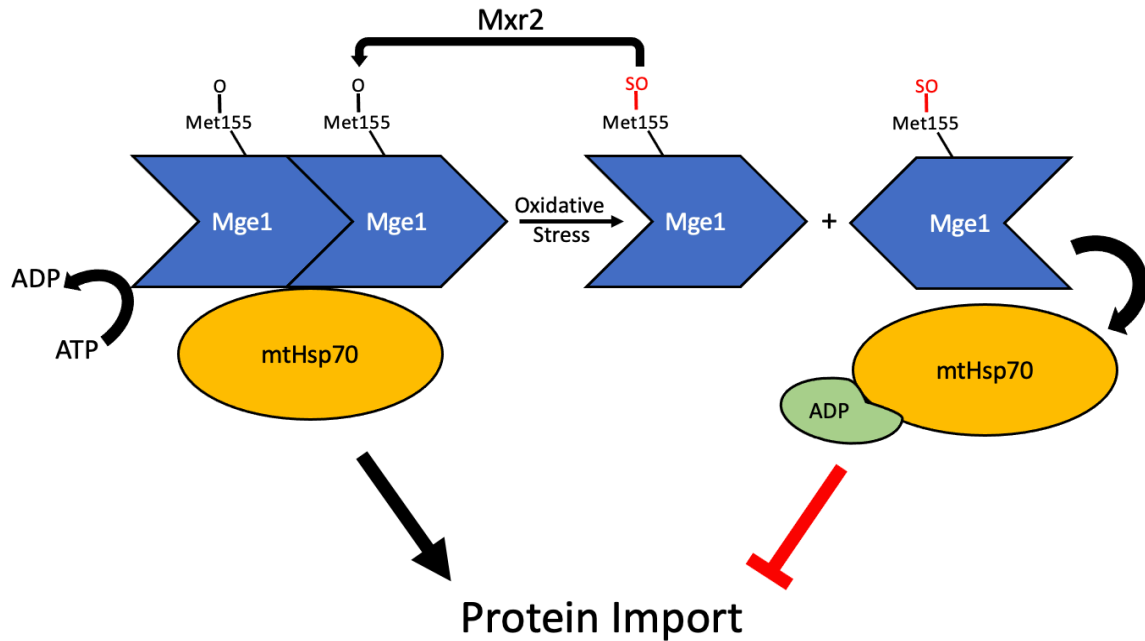 Mxr2
O
O
SO
SO
Met155
Met155
Met155
Met155
Mge1
Mge1
Oxidative
Stress
Mge1
+
Mge1
ADP
ATP
mtHsp70
mtHsp70
ADP
Protein Import